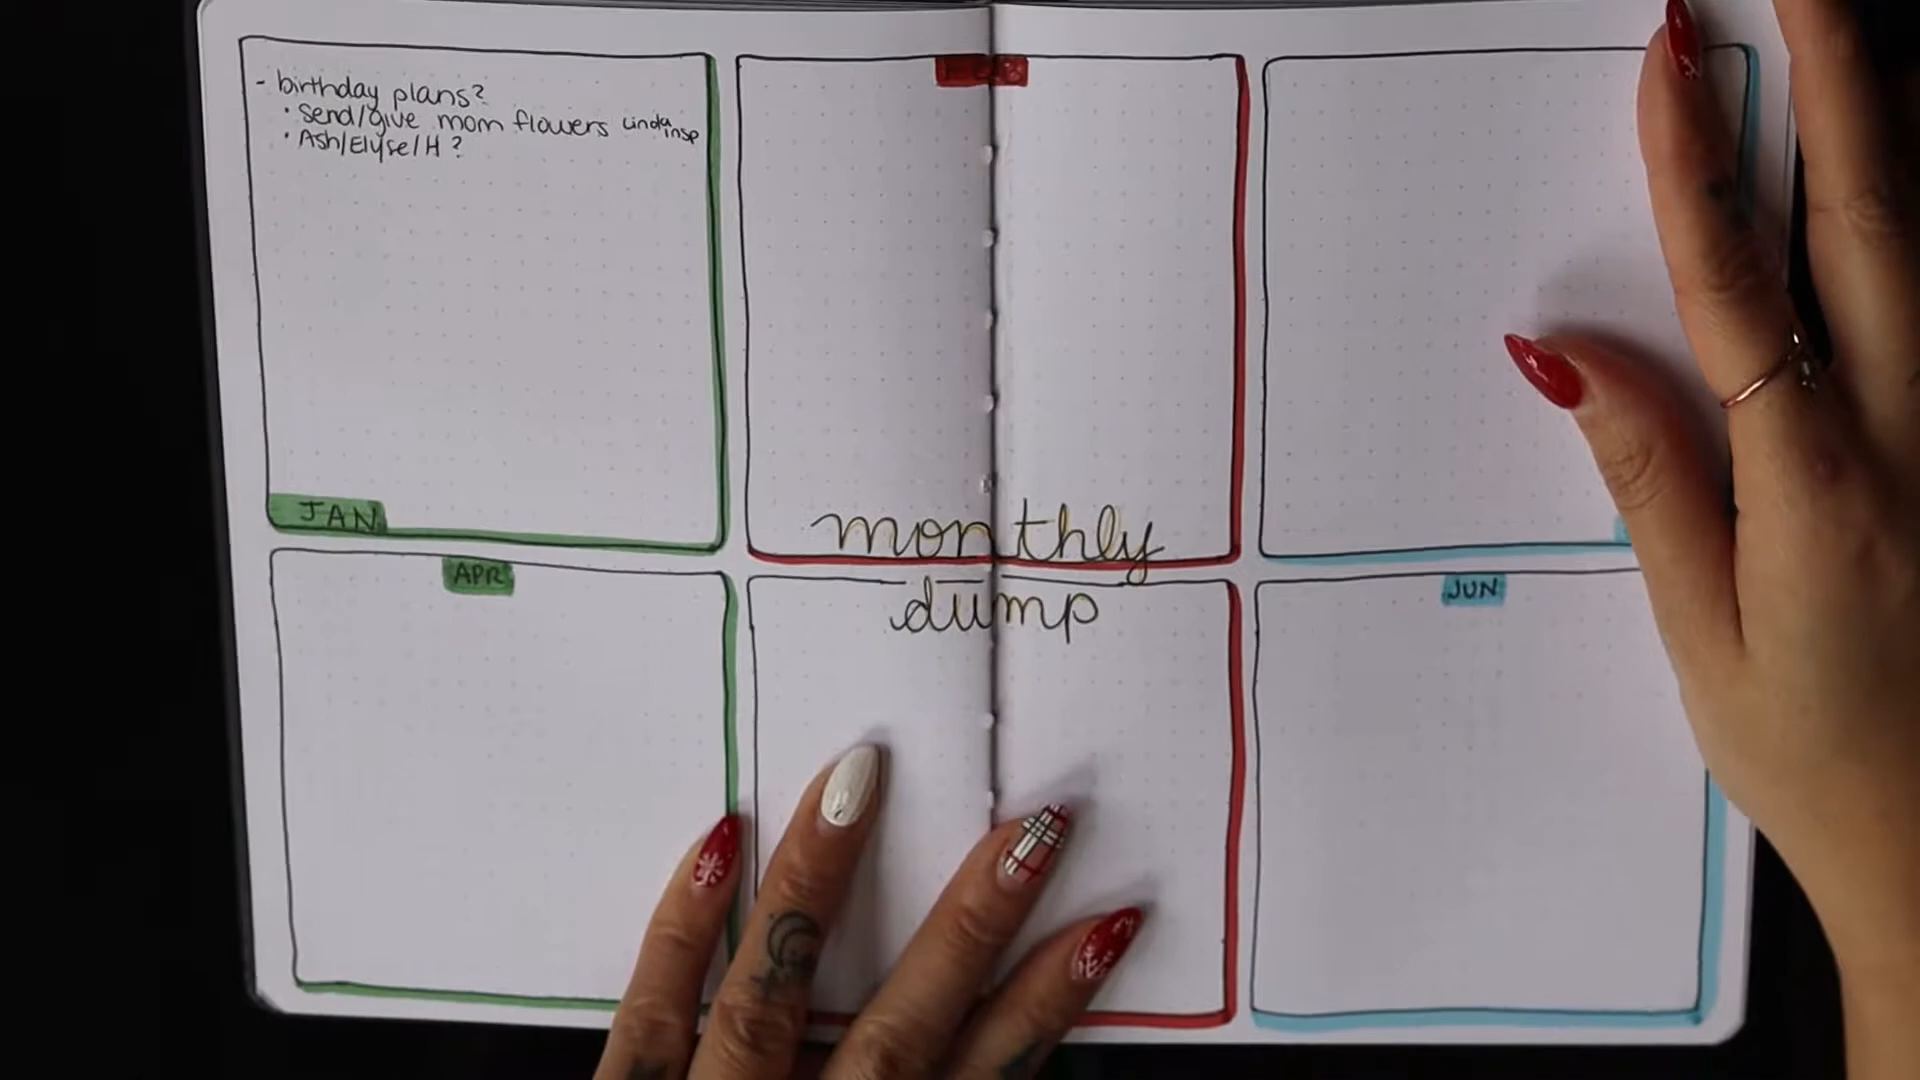 - birthday plans?
• Send/give mom flowers Linda insp
• Ash/Elyse/H ?
JAN
monthly
dump
APR
JUN